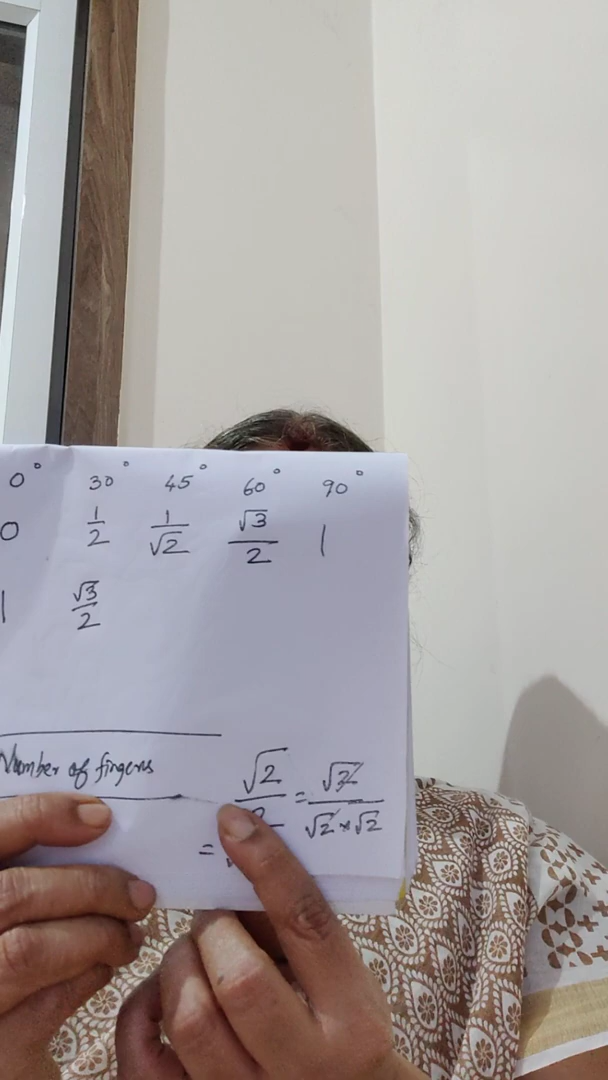 0° 30° 45° 60° 90°
0 1/2 1/√2 √3/2 1
1 √3/2
Number of fingers
√2/2 = √2/√2×√2
=